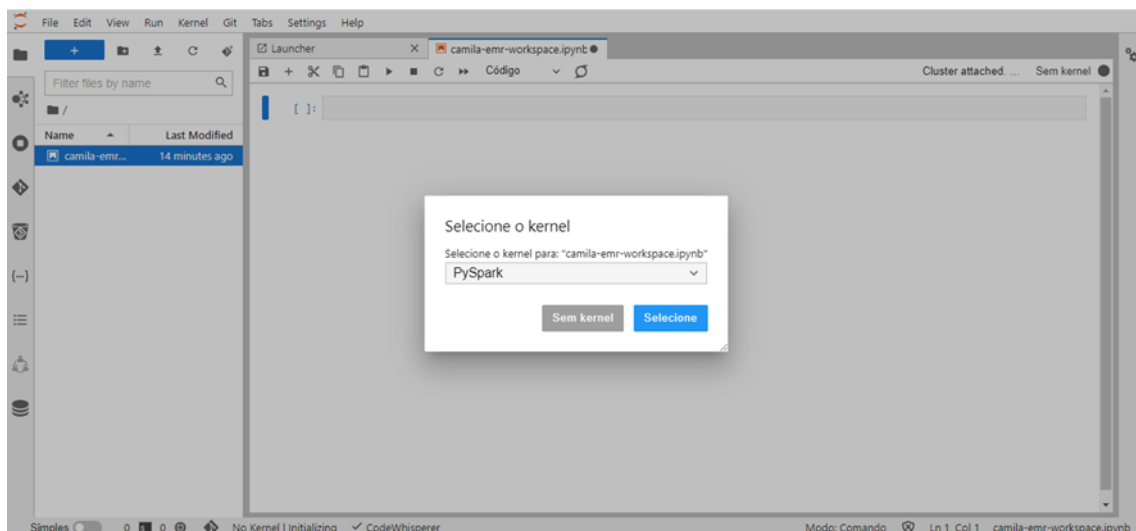 File Edit View Run Kernel Git Tabs Settings Help
+
Launcher
camila-emr-workspace.ipynb
Filter files by name
Código
Cluster attached. ...
Sem kernel
/
[ ]:
Name
Last Modified
camila-emr...
14 minutes ago
Selecione o kernel
Selecione o kernel para: "camila-emr-workspace.ipynb"
PySpark
Sem kernel
Selecione
{...}
Simples
0
0
No Kernel | Initializing
CodeWhisperer
Modo: Comando
Ln 1, Col 1
camila-emr-workspace.ipynb